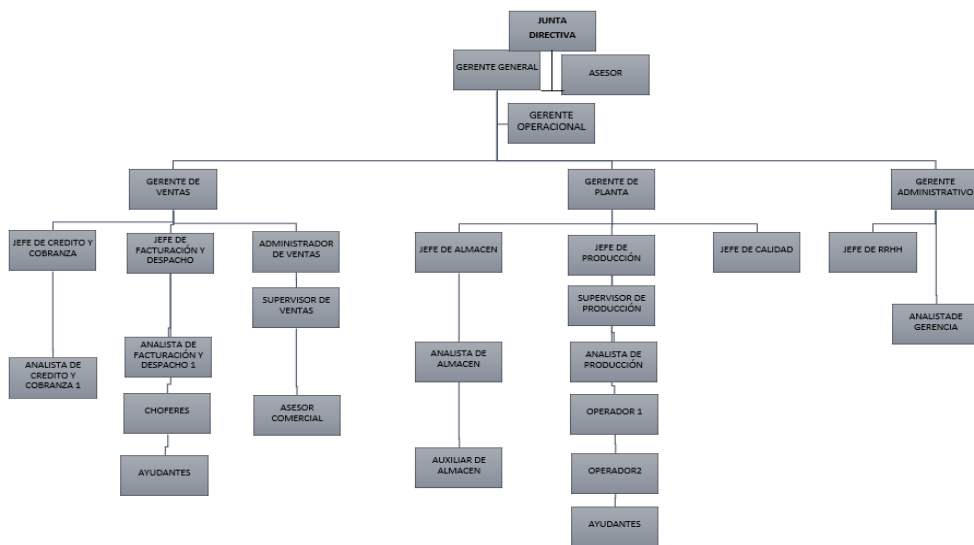 JUNTA
DIRECTIVA
GERENTE GENERAL
ASESOR
GERENTE
OPERACIONAL
GERENTE DE
VENTAS
GERENTE DE
PLANTA
GERENTE
ADMINISTRATIVO
JEFE DE CREDITO Y
COBRANZA
JEFE DE
FACTURACIÓN Y
DESPACHO
ADMINISTRADOR
DE VENTAS
JEFE DE ALMACEN
JEFE DE
PRODUCCIÓN
JEFE DE CALIDAD
JEFE DE RRHH
SUPERVISOR DE
VENTAS
SUPERVISOR DE
PRODUCCIÓN
ANALISTADE
GERENCIA
ANALISTA DE
CREDITO Y
COBRANZA 1
ANALISTA DE
FACTURACIÓN Y
DESPACHO 1
ANALISTA DE
ALMACEN
ANALISTA DE
PRODUCCIÓN
CHOFERES
ASESOR
COMERCIAL
OPERADOR 1
AYUDANTES
AUXILIAR DE
ALMACEN
OPERADOR2
AYUDANTES